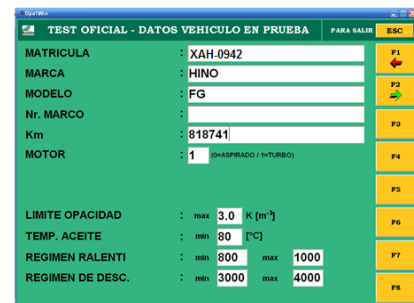 OpaWin
TEST OFICIAL - DATOS VEHICULO EN PRUEBA PARA SALIR ESC
MATRICULA : XAH-0942 F1
MARCA : HINO
MODELO : FG F2
Nr. MARCO :
Km : 818741 F3
MOTOR : 1 (0=ASPIRADO / 1=TURBO) F4
F5
LIMITE OPACIDAD : max 3.0 K [m⁻¹] F6
TEMP. ACEITE : min 80 [°C]
REGIMEN RALENTI : min 800 max 1000 F7
REGIMEN DE DESC. : min 3000 max 4000 F8